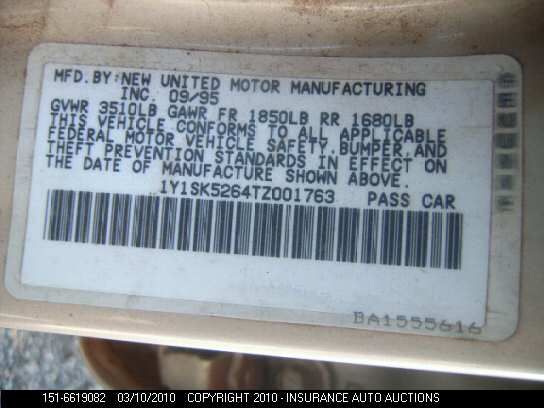 MFD. BY: NEW UNITED MOTOR MANUFACTURING
INC. 09/95
GVWR 3510LB GAWR FR 1850LB RR 1680LB
THIS VEHICLE CONFORMS TO ALL APPLICABLE
FEDERAL MOTOR VEHICLE SAFETY, BUMPER, AND
THEFT PREVENTION STANDARDS IN EFFECT ON
THE DATE OF MANUFACTURE SHOWN ABOVE.
1Y1SK5264TZ001763 PASS CAR
BA1555616
151-6619082 03/10/2010 COPYRIGHT 2010 - INSURANCE AUTO AUCTIONS